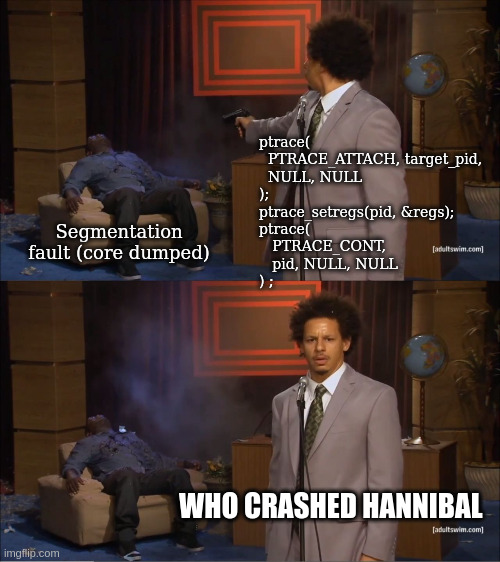 ptrace(
PTRACE_ATTACH, target_pid,
NULL, NULL
);
ptrace_setregs(pid, &regs);
ptrace(
PTRACE_CONT,
pid, NULL, NULL
) ;
Segmentation
fault (core dumped)
[adultswim.com]
WHO CRASHED HANNIBAL
[adultswim.com]
imgflip.com